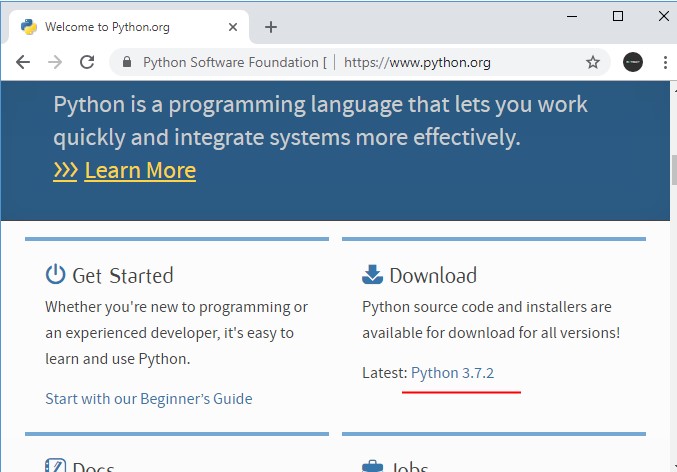 Welcome to Python.org
Python Software Foundation [ | https://www.python.org
Python is a programming language that lets you work
quickly and integrate systems more effectively.
>>> Learn More
Get Started
Whether you're new to programming or
an experienced developer, it's easy to
learn and use Python.
Start with our Beginner's Guide
Download
Python source code and installers are
available for download for all versions!
Latest: Python 3.7.2
Docs
Jobs